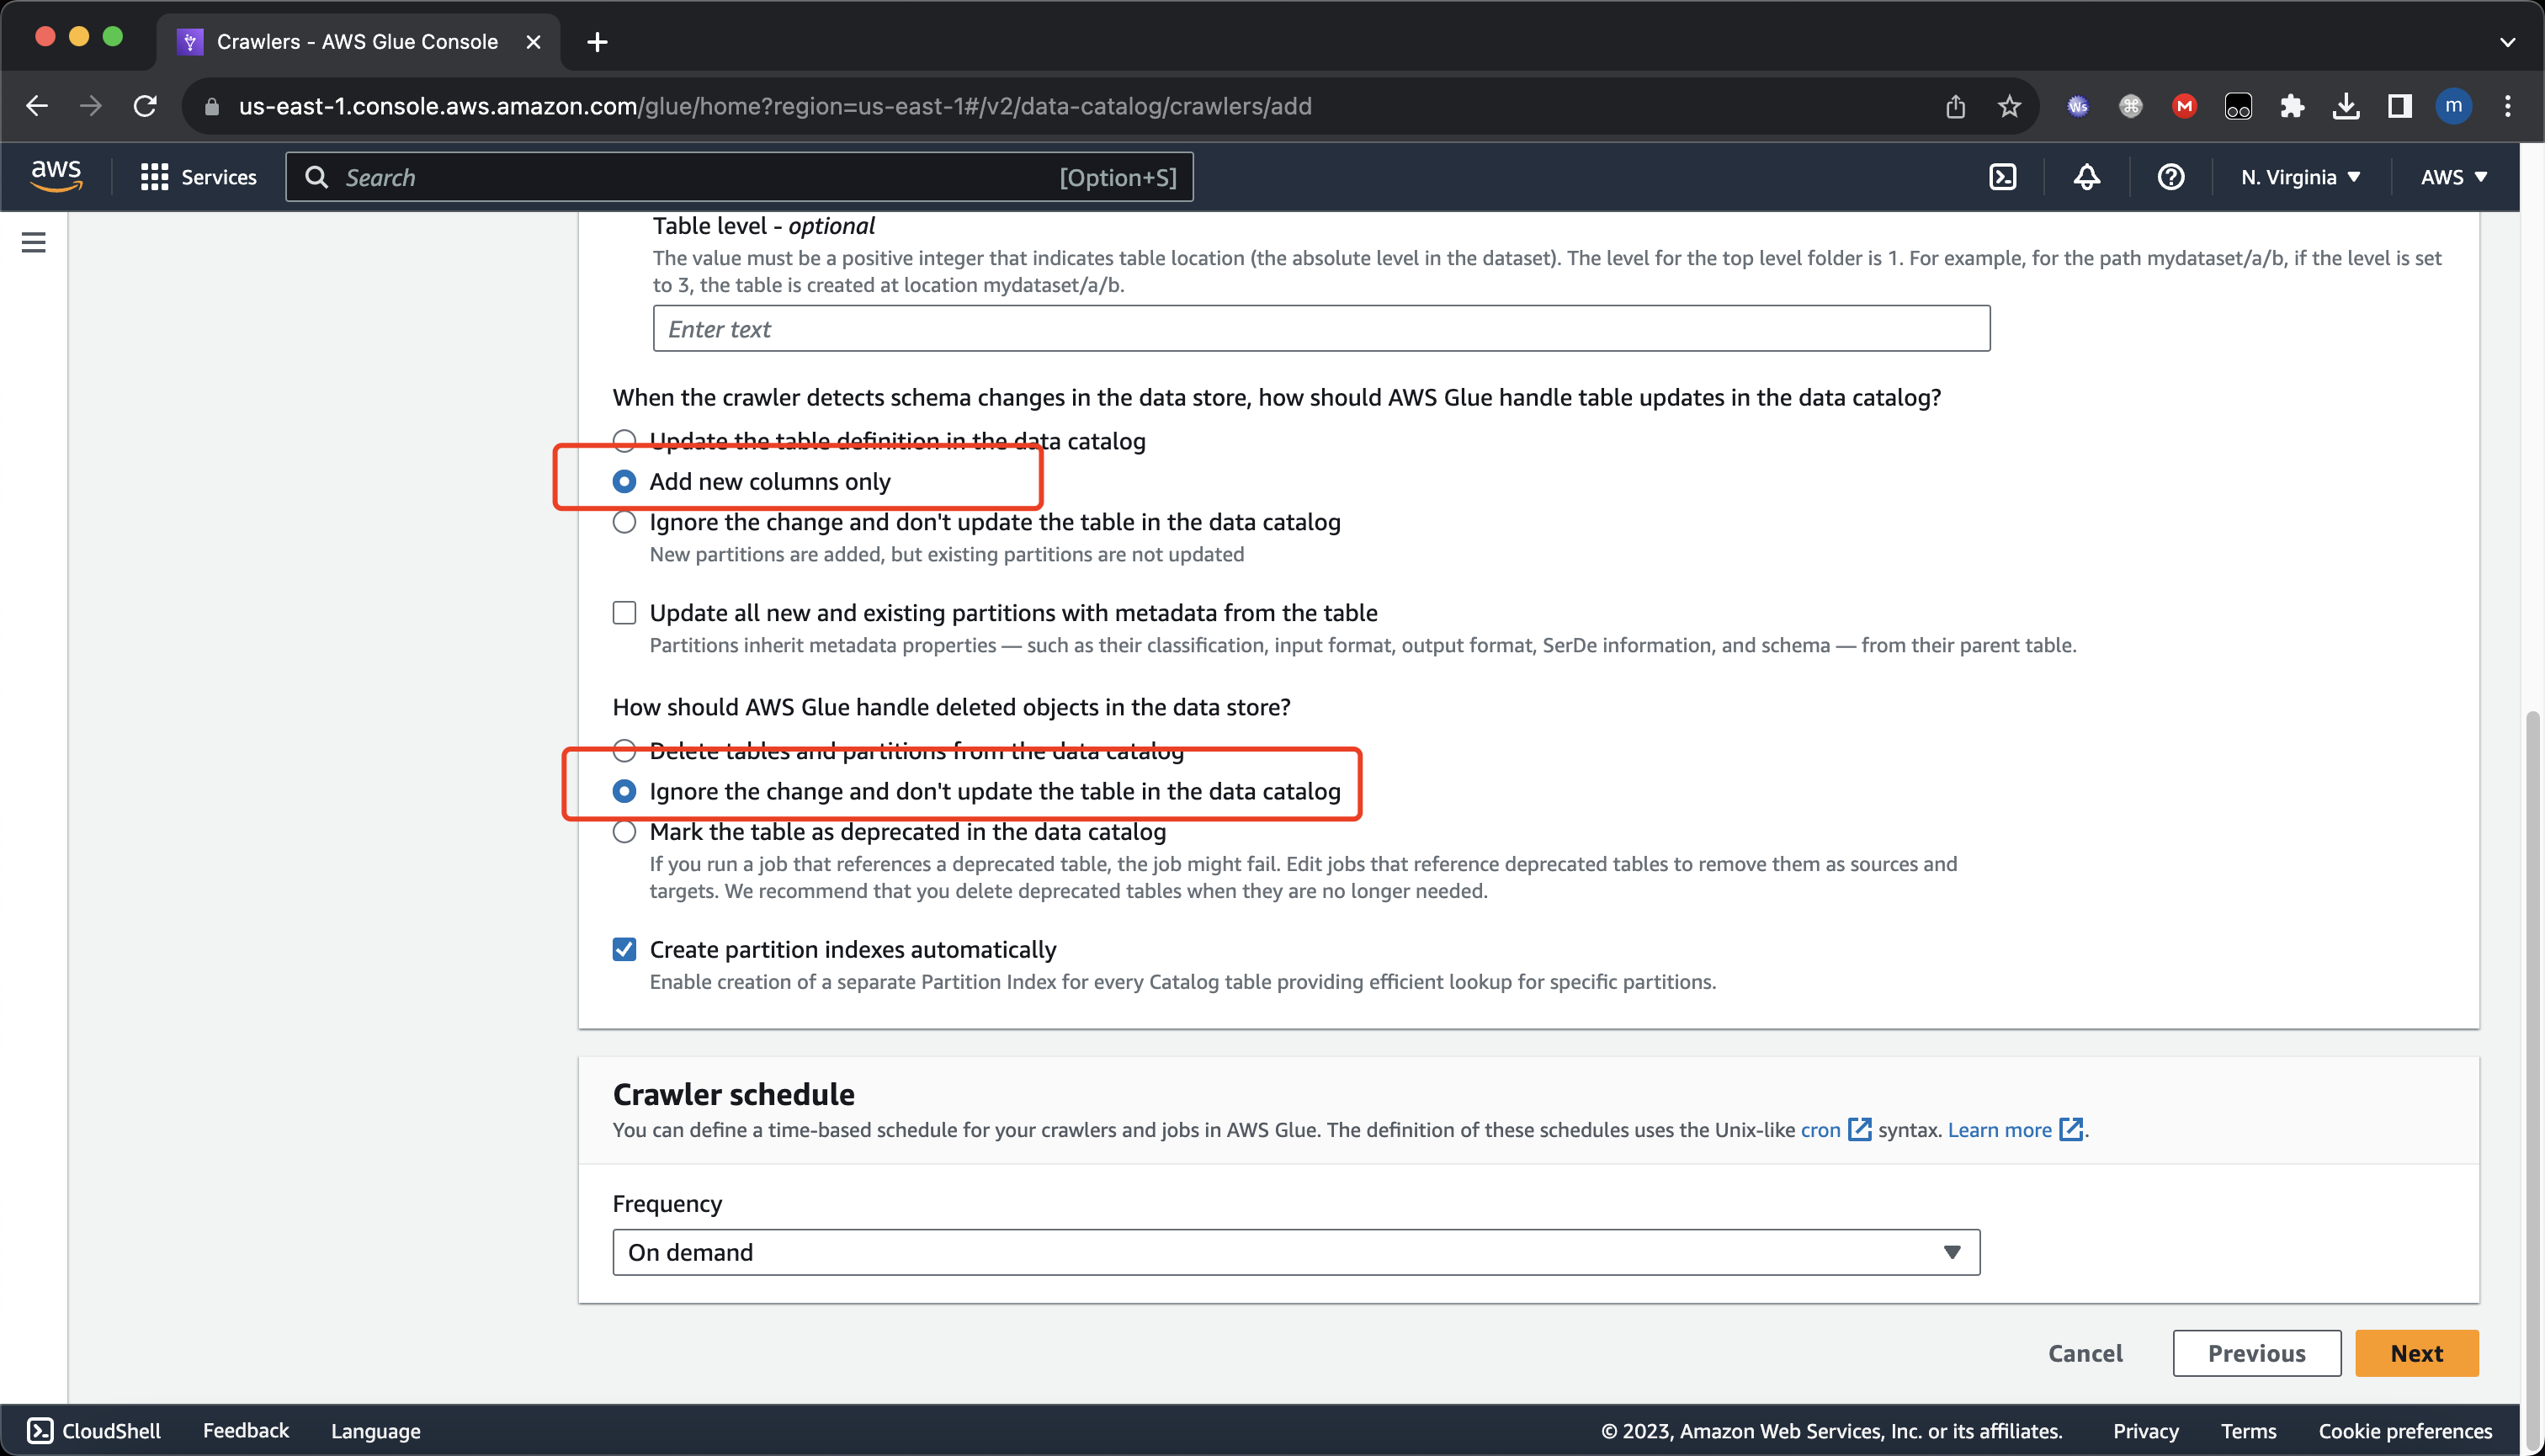 Crawlers - AWS Glue Console
us-east-1.console.aws.amazon.com/glue/home?region=us-east-1#/v2/data-catalog/crawlers/add
Ws
M
m
aws
Services
Search
[Option+S]
N. Virginia
AWS
Table level - optional
The value must be a positive integer that indicates table location (the absolute level in the dataset). The level for the top level folder is 1. For example, for the path mydataset/a/b, if the level is set
to 3, the table is created at location mydataset/a/b.
Enter text
When the crawler detects schema changes in the data store, how should AWS Glue handle table updates in the data catalog?
Update the table definition in the data catalog
Add new columns only
Ignore the change and don't update the table in the data catalog
New partitions are added, but existing partitions are not updated
Update all new and existing partitions with metadata from the table
Partitions inherit metadata properties — such as their classification, input format, output format, SerDe information, and schema — from their parent table.
How should AWS Glue handle deleted objects in the data store?
Delete tables and partitions from the data catalog
Ignore the change and don't update the table in the data catalog
Mark the table as deprecated in the data catalog
If you run a job that references a deprecated table, the job might fail. Edit jobs that reference deprecated tables to remove them as sources and
targets. We recommend that you delete deprecated tables when they are no longer needed.
Create partition indexes automatically
Enable creation of a separate Partition Index for every Catalog table providing efficient lookup for specific partitions.
Crawler schedule
You can define a time-based schedule for your crawlers and jobs in AWS Glue. The definition of these schedules uses the Unix-like cron syntax. Learn more.
Frequency
On demand
Cancel
Previous
Next
CloudShell
Feedback
Language
© 2023, Amazon Web Services, Inc. or its affiliates.
Privacy
Terms
Cookie preferences